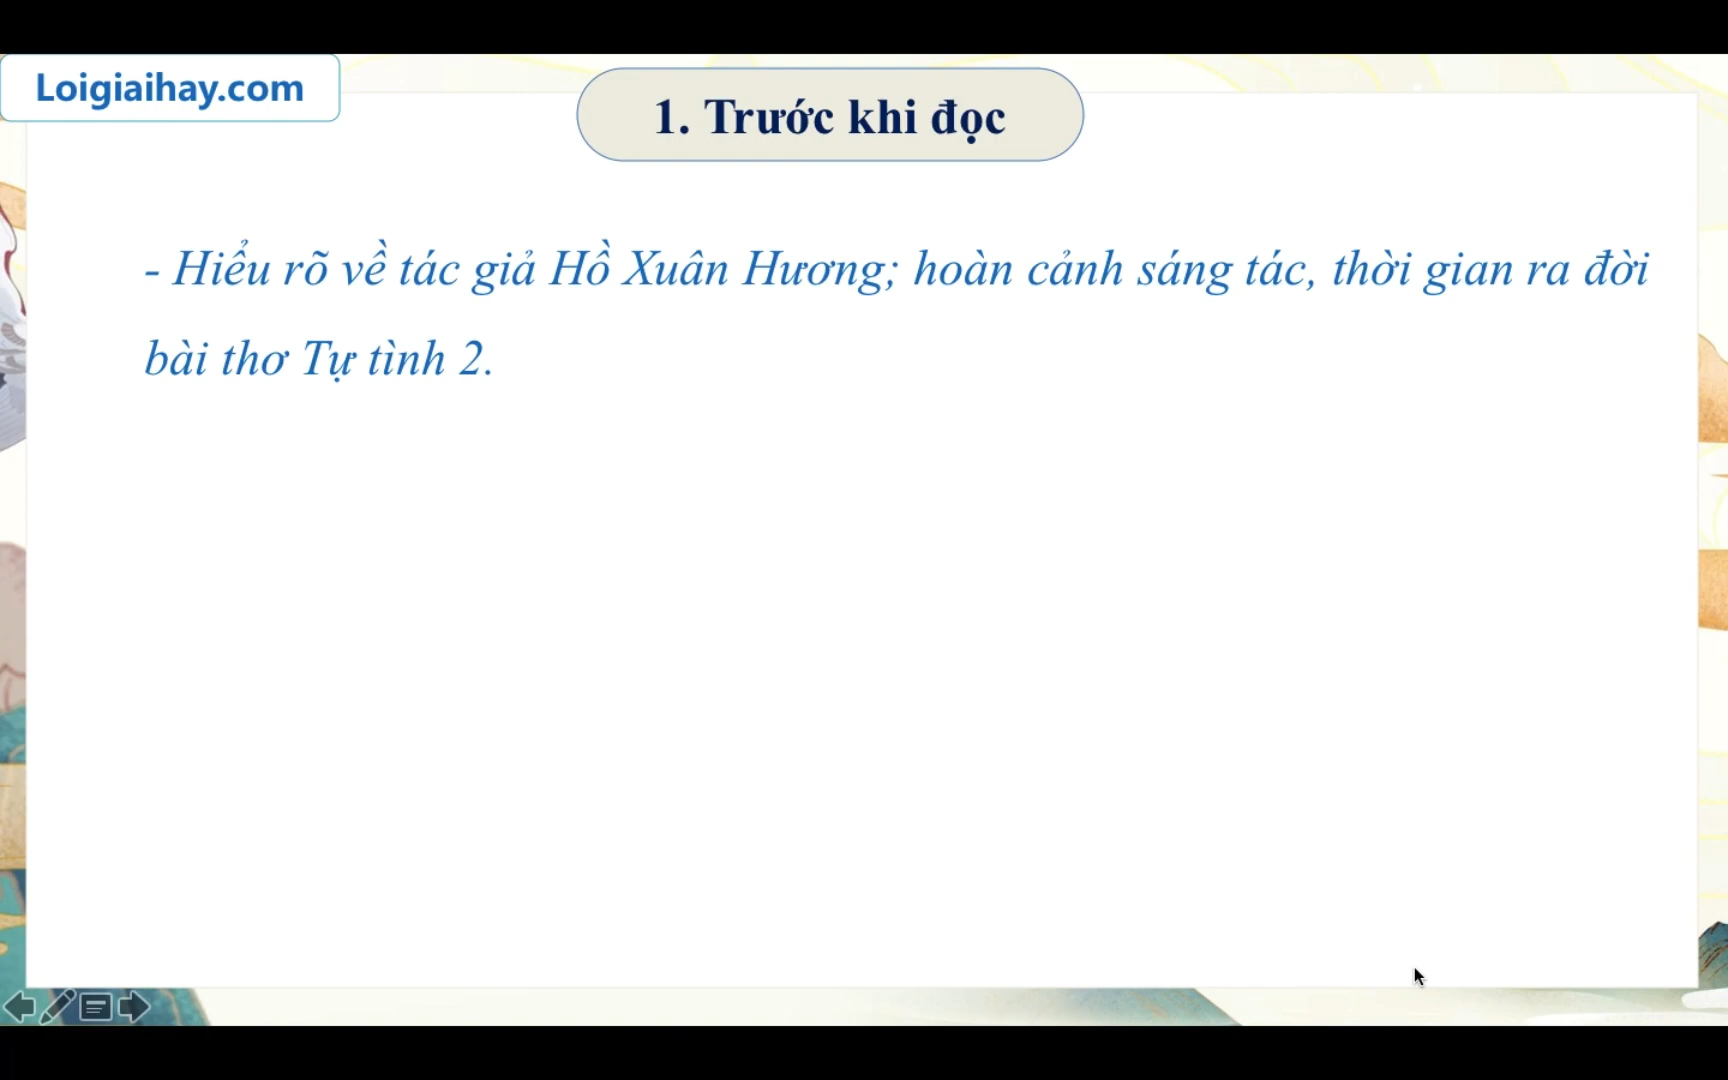 Loigiaihay.com
1. Trước khi đọc
- Hiểu rõ về tác giả Hồ Xuân Hương; hoàn cảnh sáng tác, thời gian ra đời
bài thơ Tự tình 2.